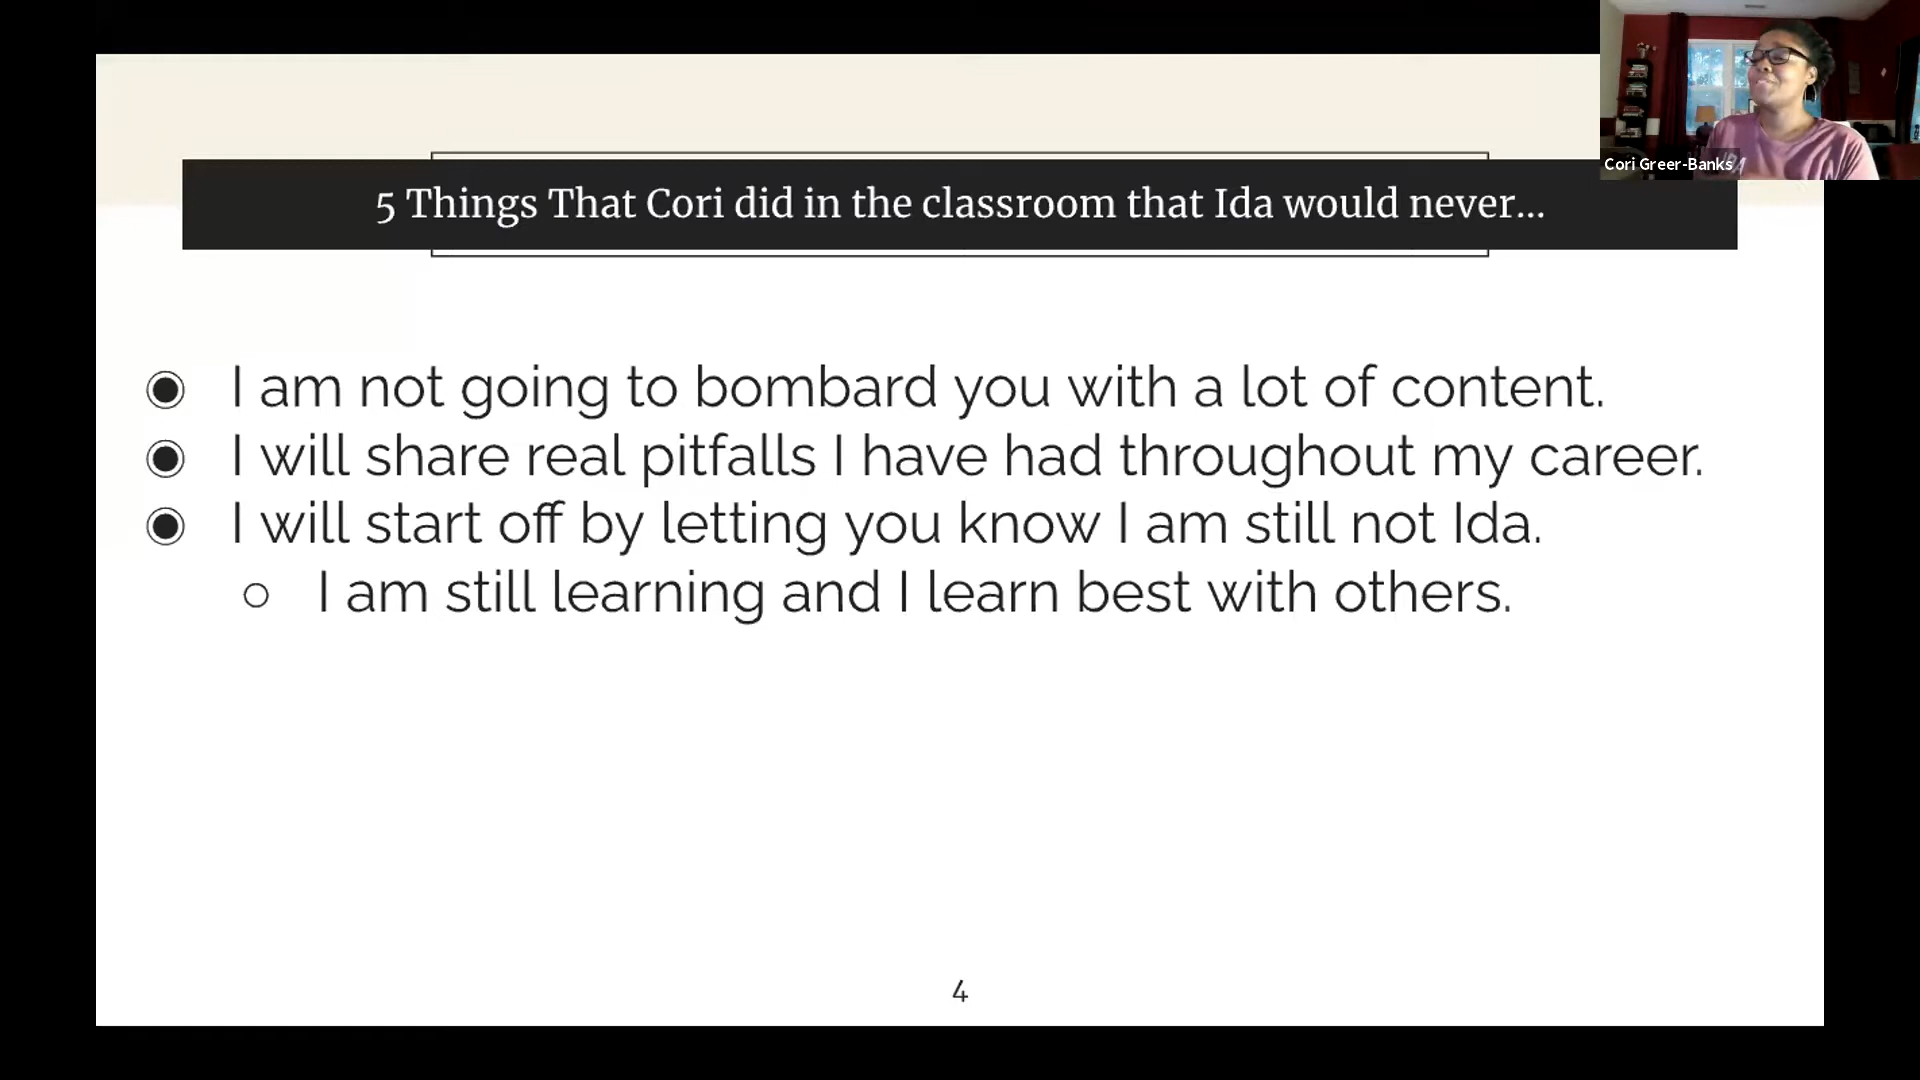 Cori Greer-Banks
5 Things That Cori did in the classroom that Ida would never...
I am not going to bombard you with a lot of content.
I will share real pitfalls I have had throughout my career.
I will start off by letting you know I am still not Ida.
I am still learning and I learn best with others.
4